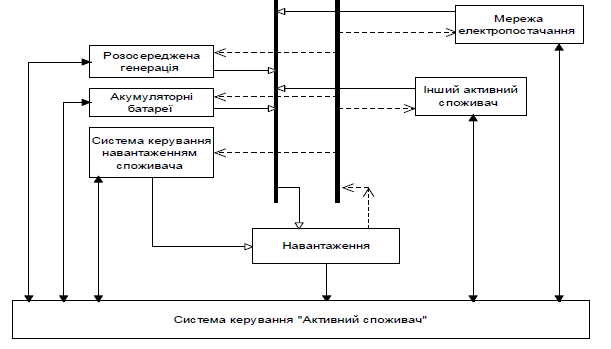 Мережа
електропостачання
Розосереджена
генерація
Інший активний
споживач
Акумуляторні
батареї
Система керування
навантаженням
споживача
Навантаження
Система керування "Активний споживач"